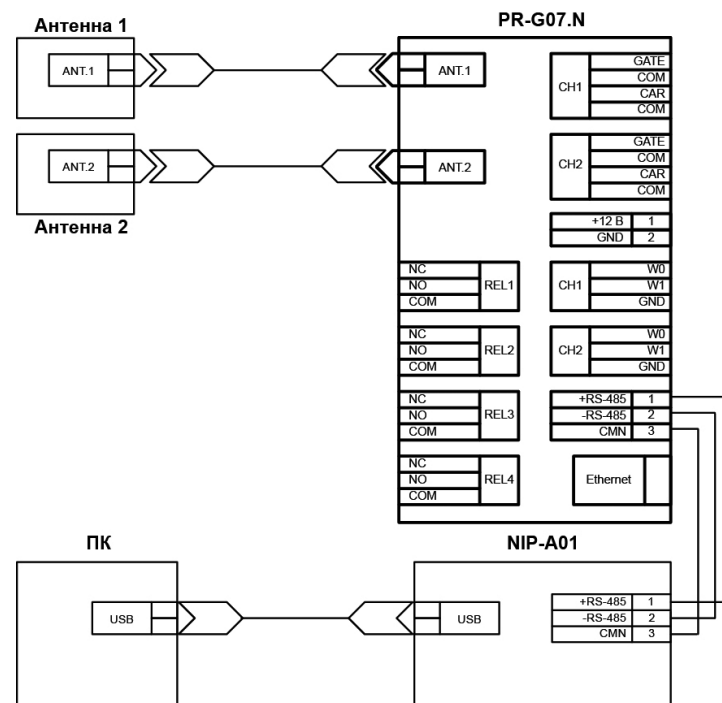 Антенна 1
PR-G07.N
ANT.1
ANT.1
CH1
GATE
COM
CAR
COM
ANT.2
ANT.2
CH2
GATE
COM
CAR
COM
Антенна 2
+12 В 1
GND 2
NC
NO
COM
REL1
CH1
W0
W1
GND
NC
NO
COM
REL2
CH2
W0
W1
GND
NC
NO
COM
REL3
+RS-485 1
-RS-485 2
CMN 3
NC
NO
COM
REL4
Ethernet
ПК
NIP-A01
USB
USB
+RS-485 1
-RS-485 2
CMN 3